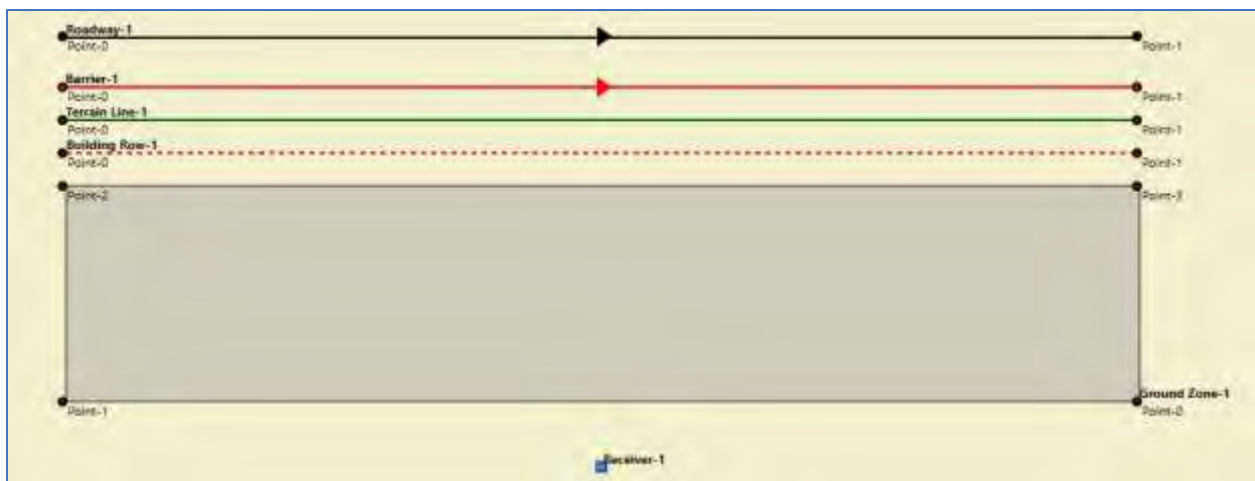 Roadway-1
Point-0
Point-1
Barrier-1
Point-0
Point-1
Terrain Line-1
Point-0
Point-1
Building Row-1
Point-0
Point-1
Point-2
Point-3
Ground Zone-1
Point-1
Point-0
Receiver-1